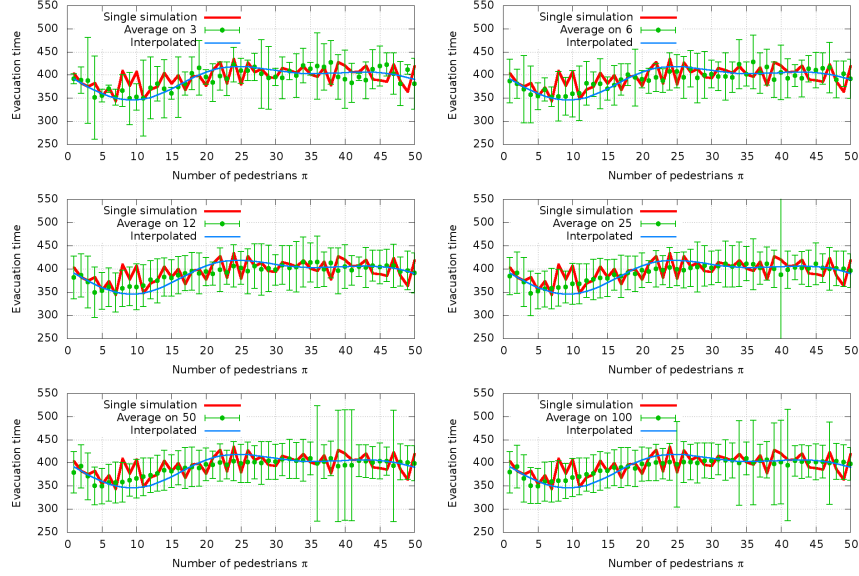 550
500
450
400
350
300
250
Evacuation time
Single simulation
Average on 3
Interpolated
0 5 10 15 20 25 30 35 40 45 50
Number of pedestrians π
550
500
450
400
350
300
250
Evacuation time
Single simulation
Average on 6
Interpolated
0 5 10 15 20 25 30 35 40 45 50
Number of pedestrians π
550
500
450
400
350
300
250
Evacuation time
Single simulation
Average on 12
Interpolated
0 5 10 15 20 25 30 35 40 45 50
Number of pedestrians π
550
500
450
400
350
300
250
Evacuation time
Single simulation
Average on 25
Interpolated
0 5 10 15 20 25 30 35 40 45 50
Number of pedestrians π
550
500
450
400
350
300
250
Evacuation time
Single simulation
Average on 50
Interpolated
0 5 10 15 20 25 30 35 40 45 50
Number of pedestrians π
550
500
450
400
350
300
250
Evacuation time
Single simulation
Average on 100
Interpolated
0 5 10 15 20 25 30 35 40 45 50
Number of pedestrians π